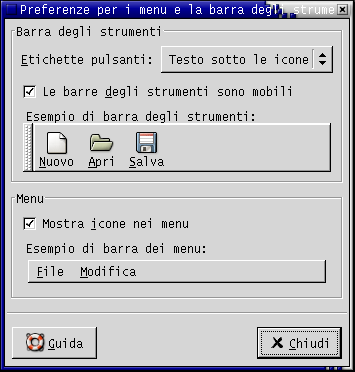 Preferenze per i menu e la barra degli strume
Barra degli strumenti
Etichette pulsanti: Testo sotto le icone
Le barre degli strumenti sono mobili
Esempio di barra degli strumenti:
Nuovo Apri Salva
Menu
Mostra icone nei menu
Esempio di barra dei menu:
File Modifica
Guida Chiudi